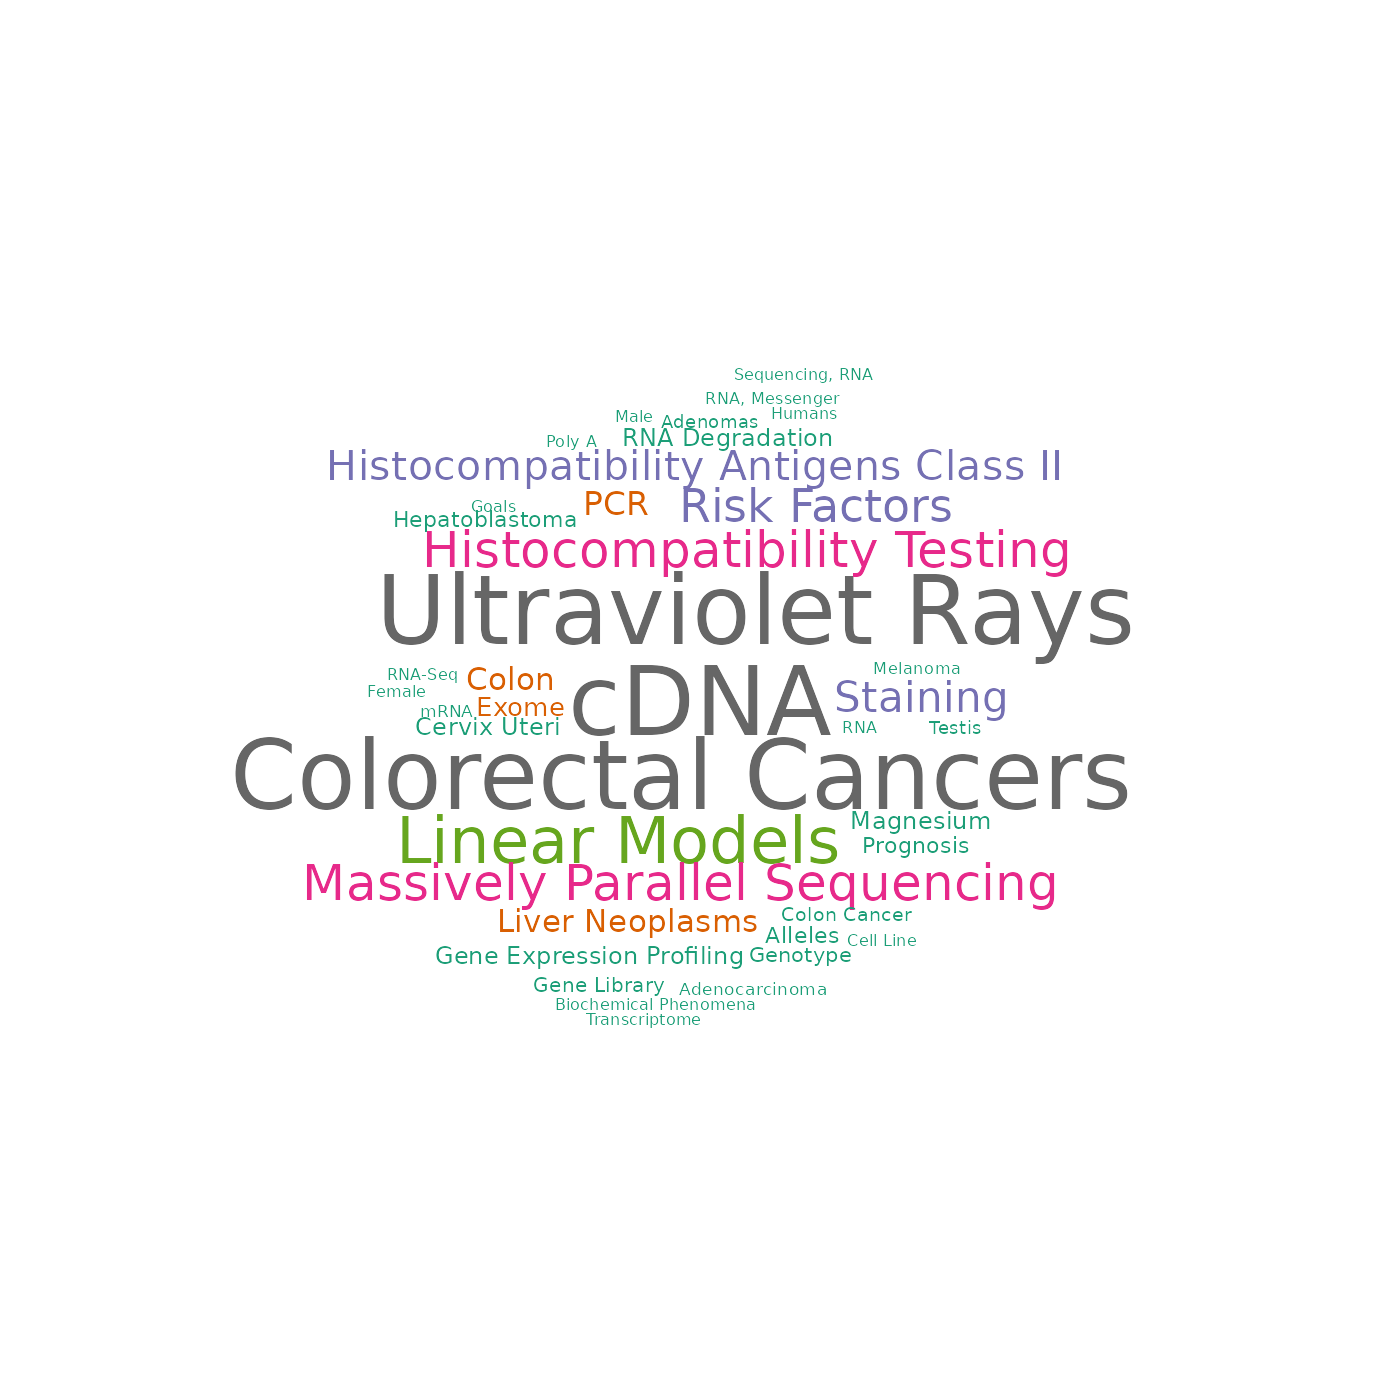 Sequencing, RNA
RNA, Messenger
Humans
Male
Adenomas
RNA Degradation
Poly A
Histocompatibility Antigens Class II
PCR
Risk Factors
Goals
Hepatoblastoma
Histocompatibility Testing
Ultraviolet Rays
RNA-Seq
Colon
Melanoma
Female
cDNA
Staining
mRNA
Exome
Cervix Uteri
RNA
Testis
Colorectal Cancers
Linear Models
Magnesium
Prognosis
Massively Parallel Sequencing
Liver Neoplasms
Colon Cancer
Alleles
Cell Line
Gene Expression Profiling
Genotype
Gene Library
Adenocarcinoma
Biochemical Phenomena
Transcriptome